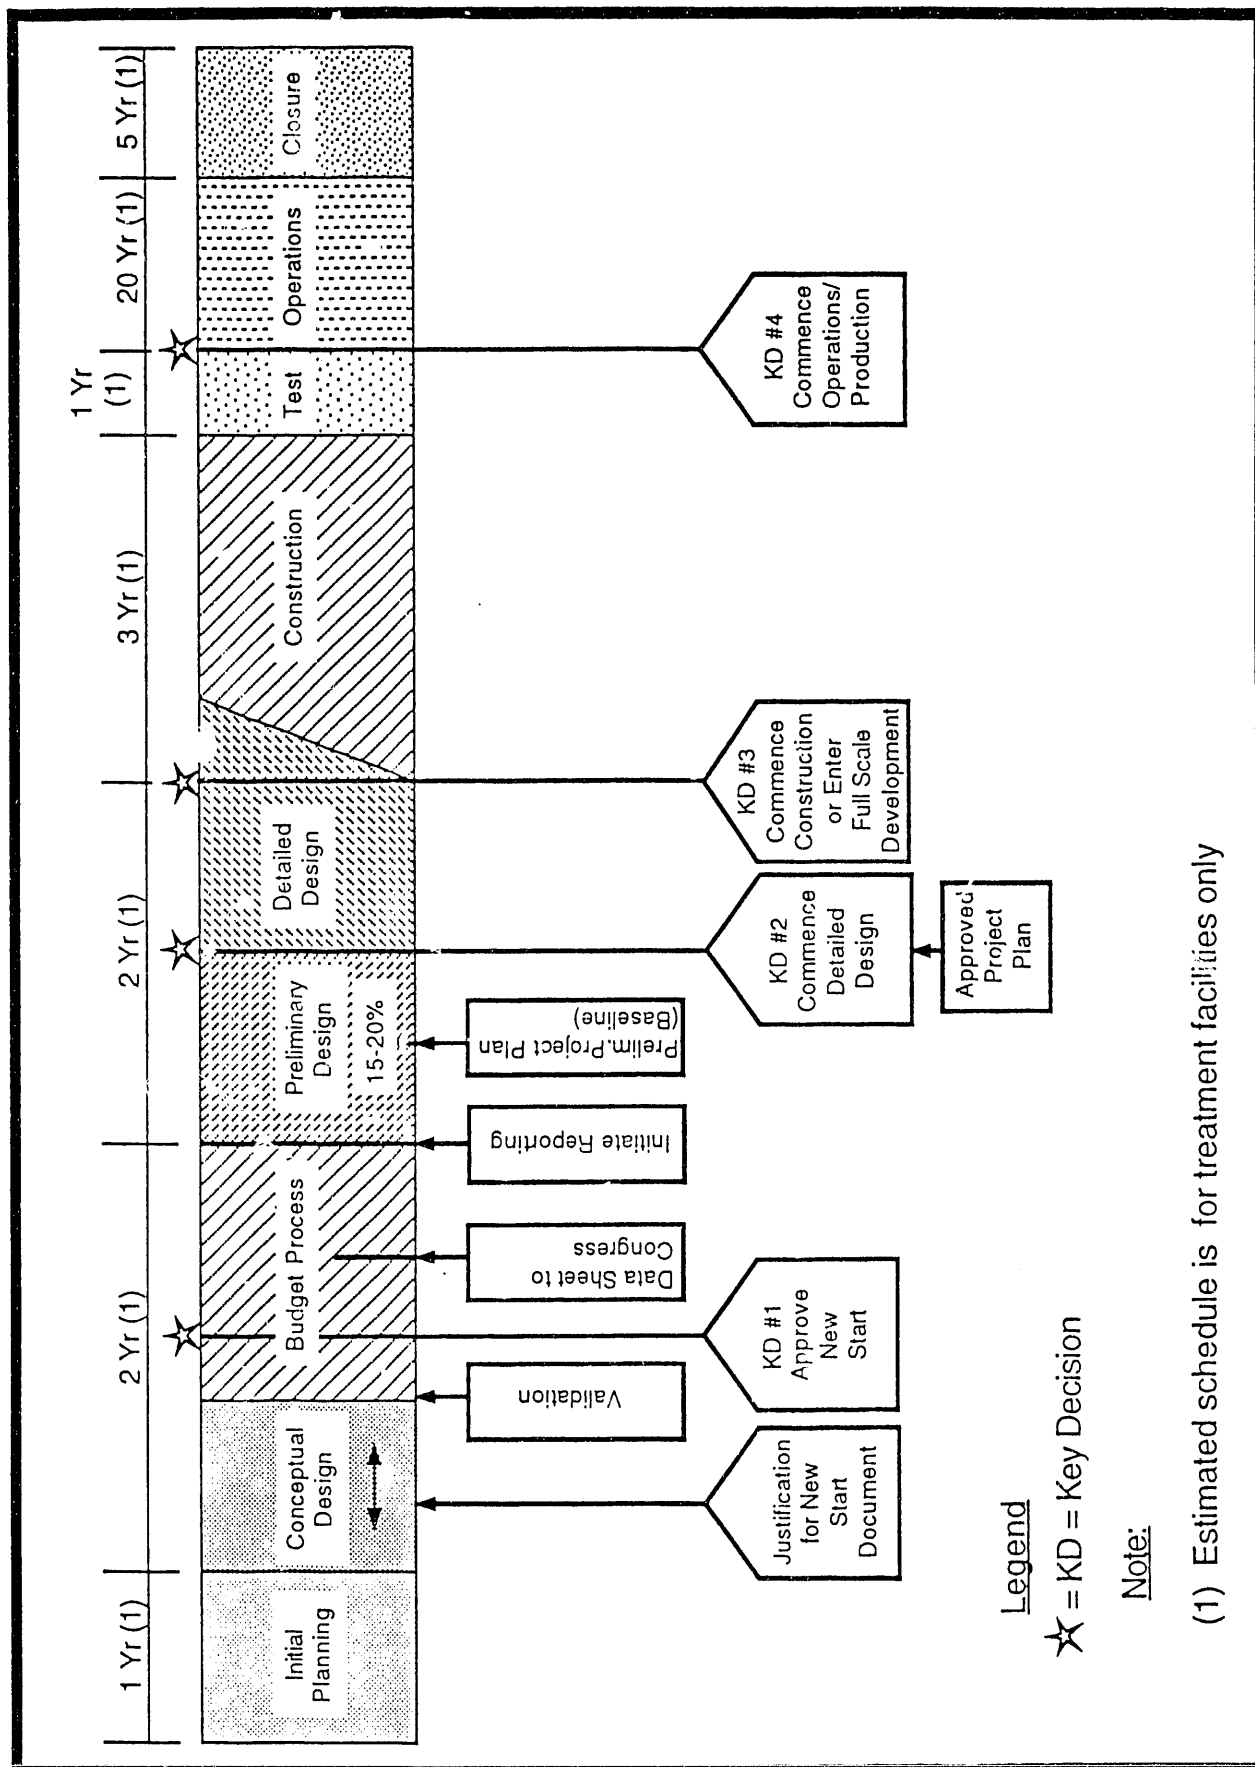 1 Yr (1)
2 Yr (1)
2 Yr (1)
3 Yr (1)
1 Yr
(1)
20 Yr (1)
5 Yr (1)
Initial
Planning
Conceptual
Design
Budget Process
Preliminary
Design
15-20%
Detailed
Design
Construction
Test
Operations
Closure
Validation
Data Sheet to
Congress
Initiate Reporting
Prelim.Project Plan
(Baseline)
Justification
for New
Start
Document
KD #1
Approve
New
Start
KD #2
Commence
Detailed
Design
Approved
Project
Plan
KD #3
Commence
Construction
or Enter
Full Scale
Development
KD #4
Commence
Operations/
Production
Legend
= KD = Key Decision
Note:
(1) Estimated schedule is for treatment facilities only